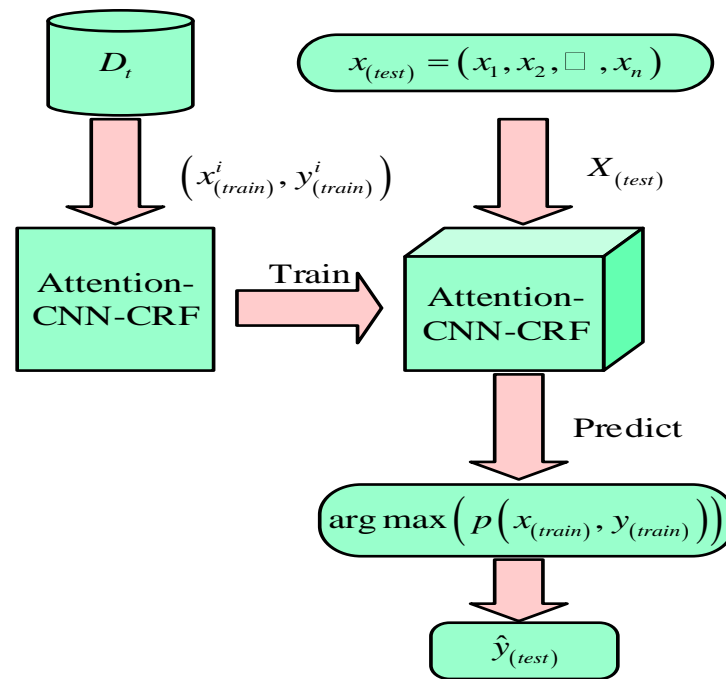 D_t
x_(test) = (x_1, x_2, □ , x_n)
(x^i_(train), y^i_(train))
X_(test)
Attention-
CNN-CRF
Train
Attention-
CNN-CRF
Predict
arg max(p(x_(train), y_(train)))
ŷ_(test)